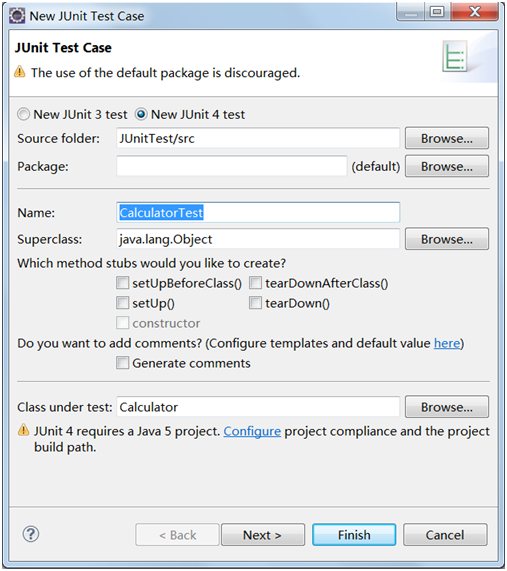 New JUnit Test Case
JUnit Test Case
The use of the default package is discouraged.
New JUnit 3 test New JUnit 4 test
Source folder: JUnitTest/src Browse...
Package: (default) Browse...
Name: CalculatorTest
Superclass: java.lang.Object Browse...
Which method stubs would you like to create?
setUpBeforeClass() tearDownAfterClass()
setUp() tearDown()
constructor
Do you want to add comments? (Configure templates and default value here)
Generate comments
Class under test: Calculator Browse...
JUnit 4 requires a Java 5 project. Configure project compliance and the project
build path.
? < Back Next > Finish Cancel